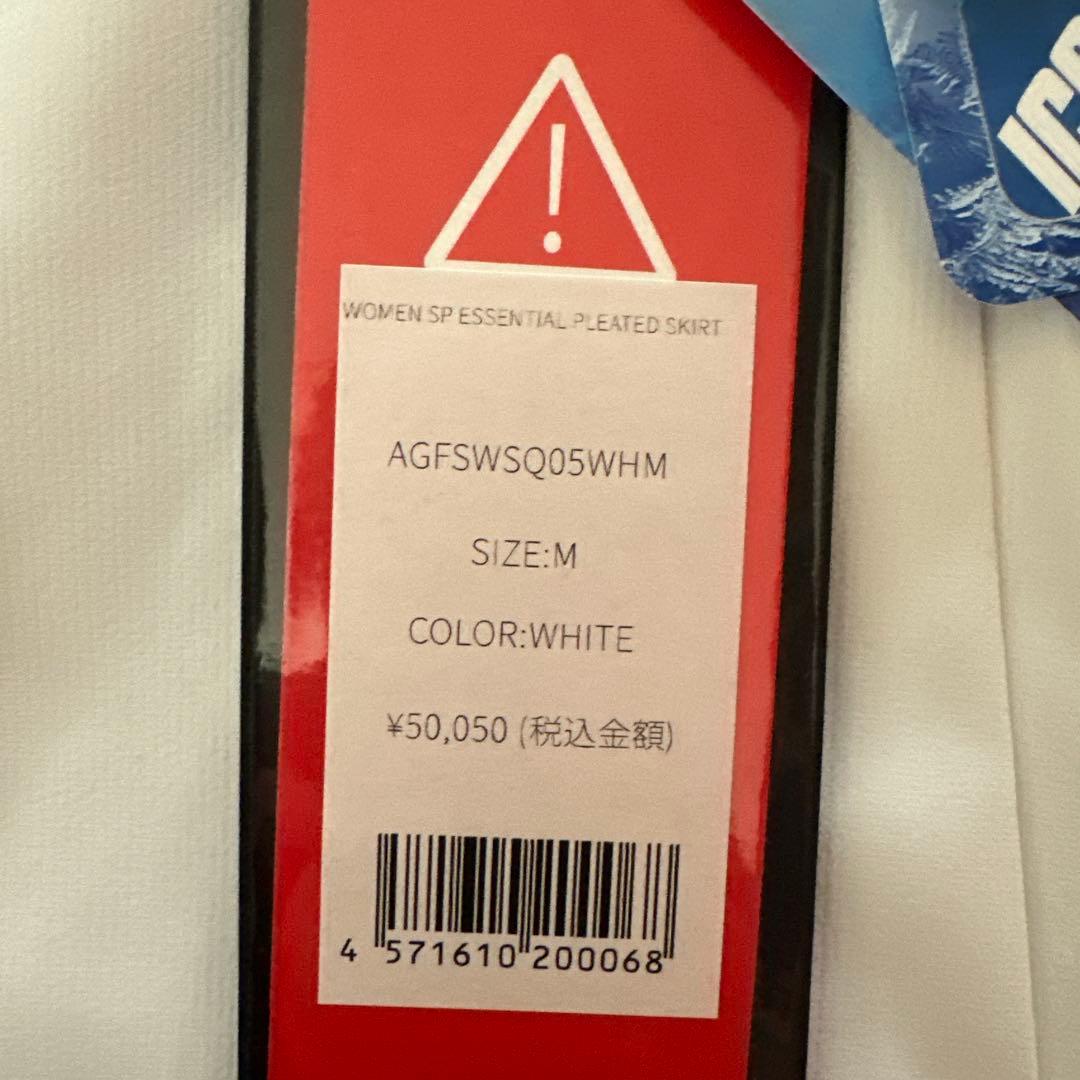 WOMEN SP ESSENTIAL PLEATED SKIRT
AGFSWSQ05WHM
SIZE:M
COLOR:WHITE
¥50,050 (税込金額)
4 571610 200068